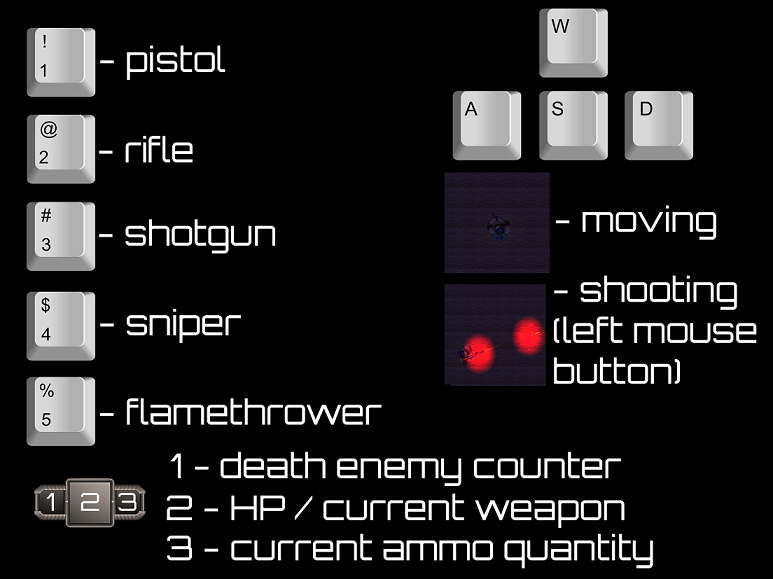 !
1
- pistol
@
2
- rifle
#
3
- shotgun
$
4
- sniper
%
5
- flamethrower
W
A S D
- moving
- shooting
(left mouse
button)
1 2 3
1 - death enemy counter
2 - HP / current weapon
3 - current ammo quantity